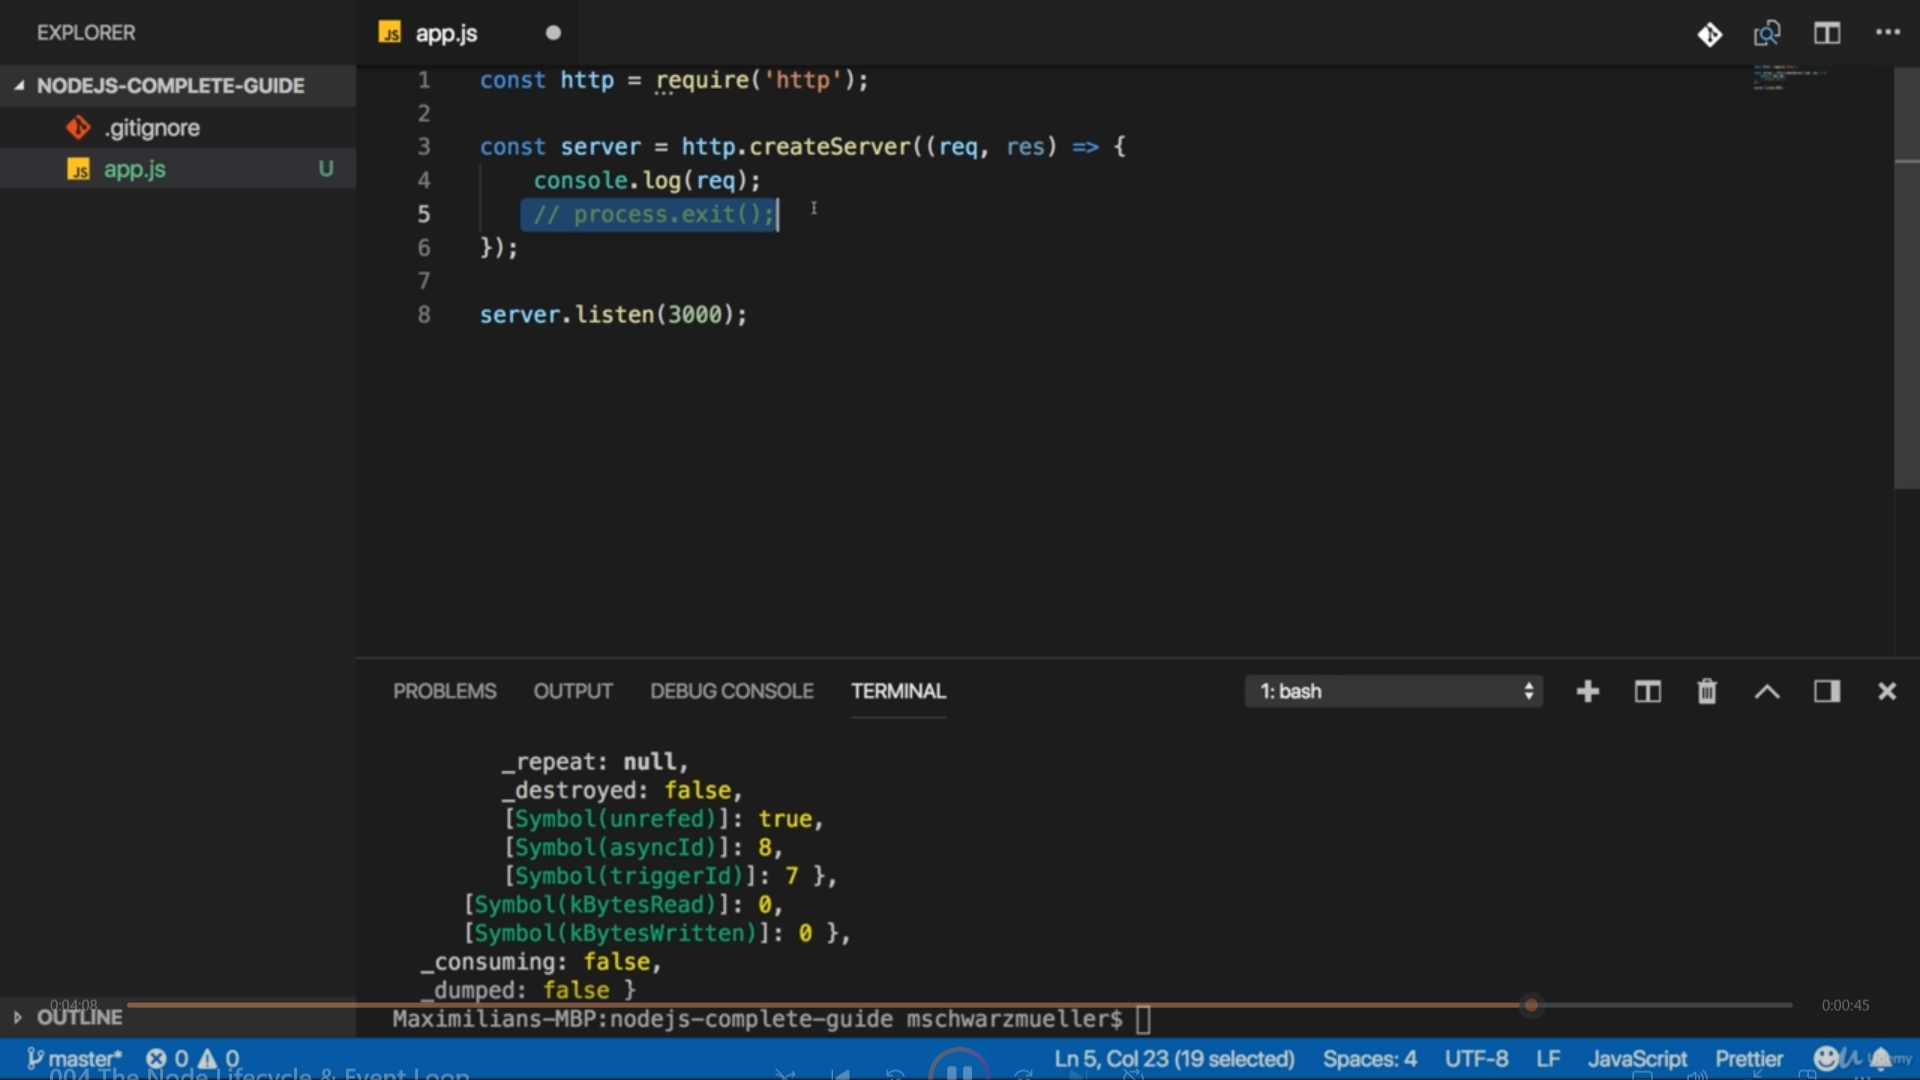 EXPLORER
JS app.js
NODEJS-COMPLETE-GUIDE
.gitignore
JS app.js U
1 const http = require('http');
2
3 const server = http.createServer((req, res) => {
4 console.log(req);
5 // process.exit();
6 });
7
8 server.listen(3000);
PROBLEMS OUTPUT DEBUG CONSOLE TERMINAL 1: bash
_repeat: null,
_destroyed: false,
[Symbol(unrefed)]: true,
[Symbol(asyncId)]: 8,
[Symbol(triggerId)]: 7 },
[Symbol(kBytesRead)]: 0,
[Symbol(kBytesWritten)]: 0 },
_consuming: false,
_dumped: false }
0:04:08 0:00:45
OUTLINE
Maximilians-MBP:nodejs-complete-guide mschwarzmueller$
master* 0 0 Ln 5, Col 23 (19 selected) Spaces: 4 UTF-8 LF JavaScript Prettier
Udemy
004 The Node Lifecycle & Event Loop